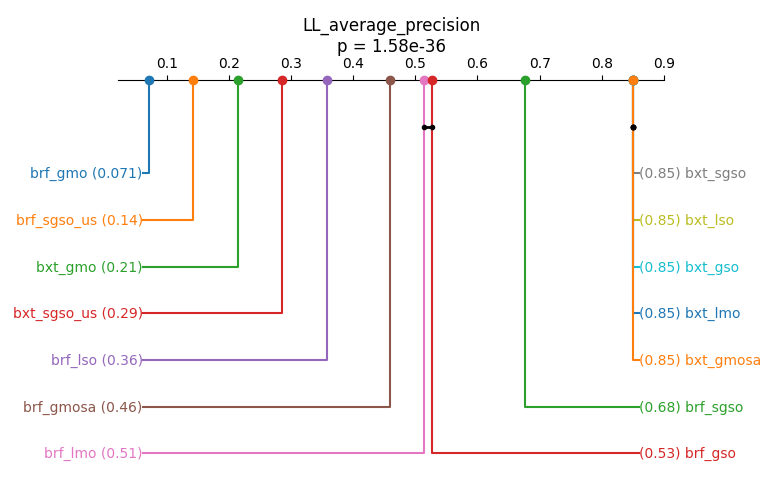 LL_average_precision
p = 1.58e-36
0.1 0.2 0.3 0.4 0.5 0.6 0.7 0.8 0.9
brf_gmo (0.071) (0.85) bxt_sgso
brf_sgso_us (0.14) (0.85) bxt_lso
bxt_gmo (0.21) (0.85) bxt_gso
bxt_sgso_us (0.29) (0.85) bxt_lmo
brf_lso (0.36) (0.85) bxt_gmosa
brf_gmosa (0.46) (0.68) brf_sgso
brf_lmo (0.51) (0.53) brf_gso